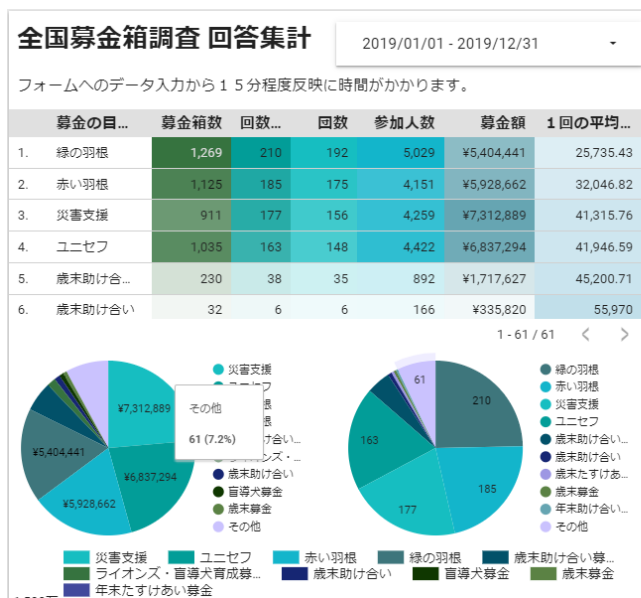 全国募金箱調査 回答集計
2019/01/01 - 2019/12/31
フォームへのデータ入力から１５分程度反映に時間がかかります。
募金の目... 募金箱数 回数... 回数 参加人数 募金額 １回の平均...
1. 緑の羽根 1,269 210 192 5,029 ¥5,404,441 25,735.43
2. 赤い羽根 1,125 185 175 4,151 ¥5,928,662 32,046.82
3. 災害支援 911 177 156 4,259 ¥7,312,889 41,315.76
4. ユニセフ 1,035 163 148 4,422 ¥6,837,294 41,946.59
5. 歳末助け合... 230 38 35 892 ¥1,717,627 45,200.71
6. 歳末助け合い 32 6 6 166 ¥335,820 55,970
1 - 61 / 61
¥7,312,889
¥6,837,294
¥5,928,662
¥5,404,441
災害支援
根
根
け合い...
歳末助け合い
盲導犬募金
歳末募金
その他
その他
61 (7.2%)
61
210
185
177
163
緑の羽根
赤い羽根
災害支援
ユニセフ
歳末助け合い...
歳末助け合い
歳末たすけあ...
歳末募金
年末助け合い...
その他
災害支援 ユニセフ 赤い羽根 緑の羽根 歳末助け合い募...
ライオンズ・盲導犬育成募... 歳末助け合い 盲導犬募金 歳末募金
年末たすけあい募金